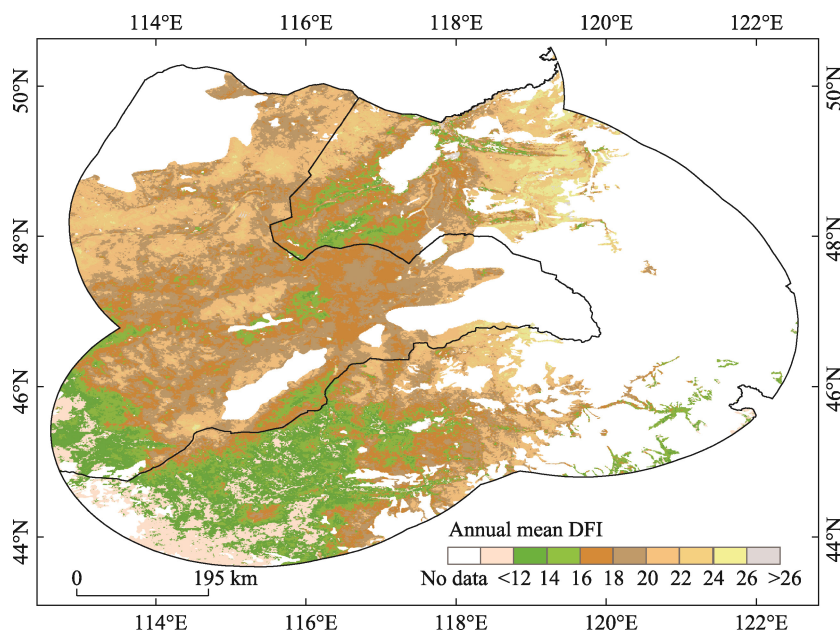 114°E 116°E 118°E 120°E 122°E
50°N 50°N
48°N 48°N
46°N 46°N
44°N 44°N
Annual mean DFI
No data <12 14 16 18 20 22 24 26 >26
0 195 km
114°E 116°E 118°E 120°E 122°E